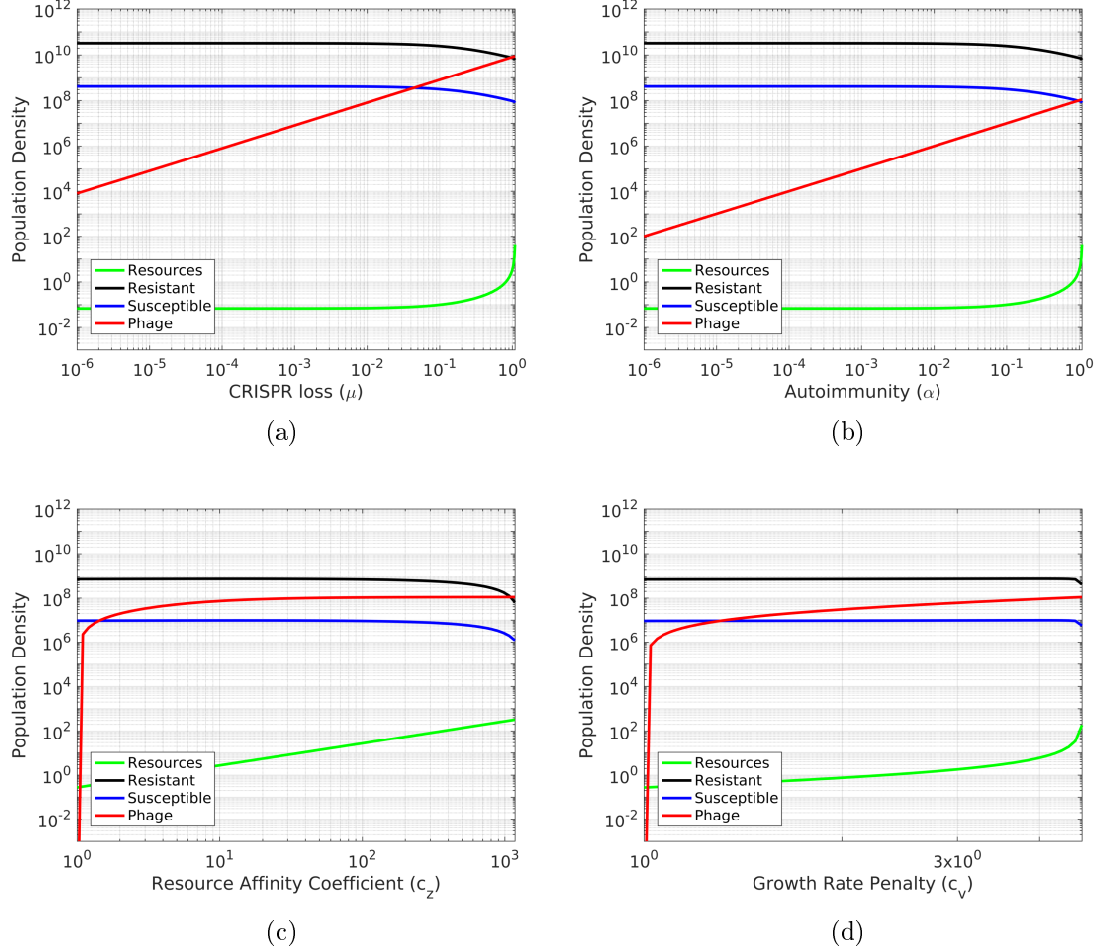 10^12
10^10
10^8
10^6
10^4
10^2
10^0
10^-2
Population Density
Resources
Resistant
Susceptible
Phage
10^-6 10^-5 10^-4 10^-3 10^-2 10^-1 10^0
CRISPR loss (μ)
(a)
10^12
10^10
10^8
10^6
10^4
10^2
10^0
10^-2
Population Density
Resources
Resistant
Susceptible
Phage
10^-6 10^-5 10^-4 10^-3 10^-2 10^-1 10^0
Autoimmunity (α)
(b)
10^12
10^10
10^8
10^6
10^4
10^2
10^0
10^-2
Population Density
Resources
Resistant
Susceptible
Phage
10^0 10^1 10^2 10^3
Resource Affinity Coefficient (c_z)
(c)
10^12
10^10
10^8
10^6
10^4
10^2
10^0
10^-2
Population Density
Resources
Resistant
Susceptible
Phage
10^0 3x10^0
Growth Rate Penalty (c_v)
(d)